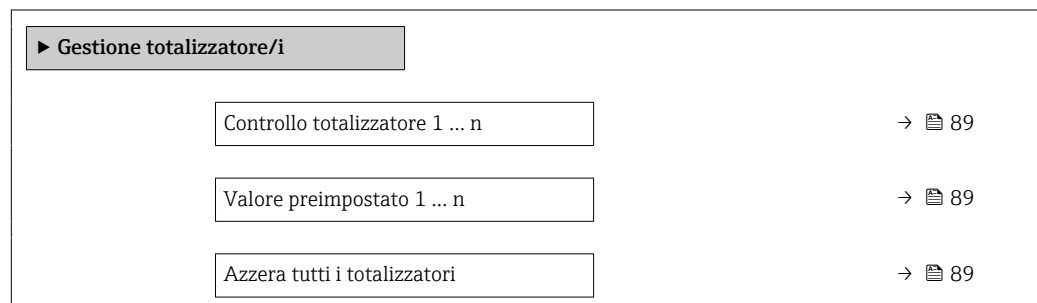 ▶ Gestione totalizzatore/i
Controllo totalizzatore 1 … n → 89
Valore preimpostato 1 … n → 89
Azzera tutti i totalizzatori → 89